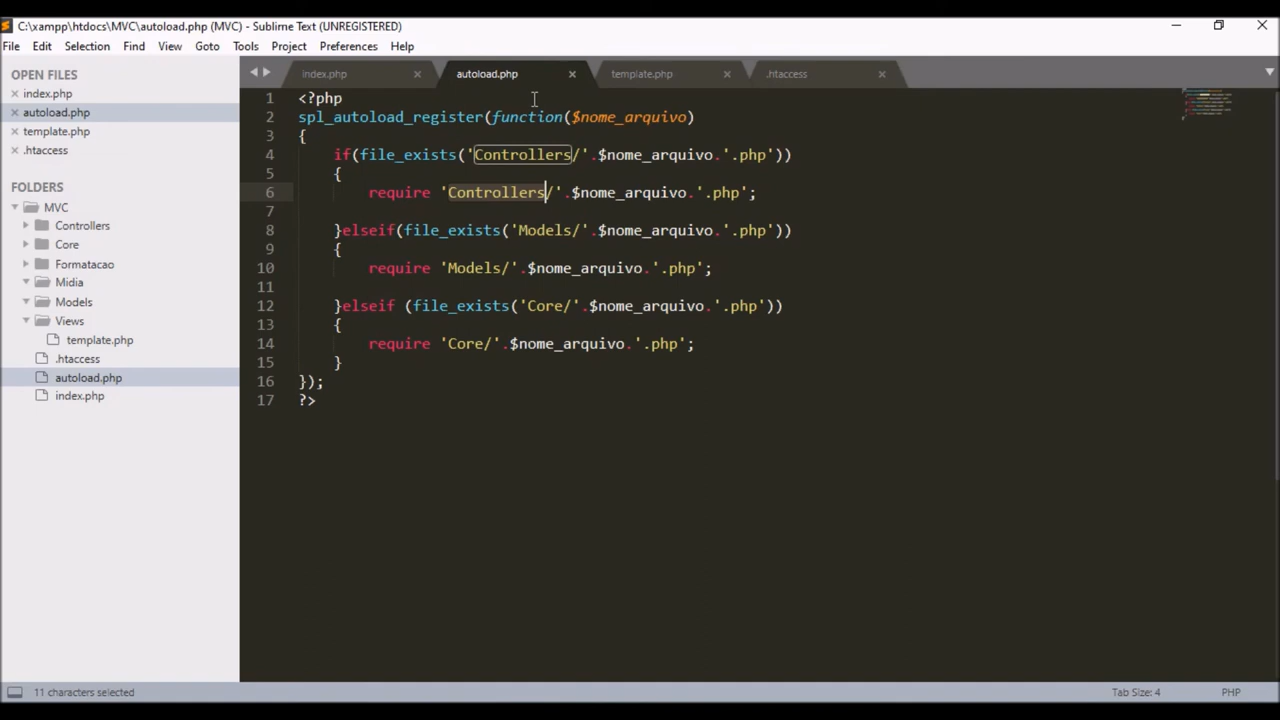 C:\xampp\htdocs\MVC\autoload.php (MVC) - Sublime Text (UNREGISTERED)
File Edit Selection Find View Goto Tools Project Preferences Help
OPEN FILES
index.php
autoload.php
template.php
.htaccess
FOLDERS
MVC
Controllers
Core
Formatacao
Midia
Models
Views
template.php
.htaccess
autoload.php
index.php
index.php autoload.php template.php .htaccess
1 <?php
2 spl_autoload_register(function($nome_arquivo)
3 {
4 if(file_exists('Controllers/'.$nome_arquivo.'.php'))
5 {
6 require 'Controllers/'.$nome_arquivo.'.php';
7
8 }elseif(file_exists('Models/'.$nome_arquivo.'.php'))
9 {
10 require 'Models/'.$nome_arquivo.'.php';
11
12 }elseif (file_exists('Core/'.$nome_arquivo.'.php'))
13 {
14 require 'Core/'.$nome_arquivo.'.php';
15 }
16 });
17 ?>
11 characters selected
Tab Size: 4 PHP